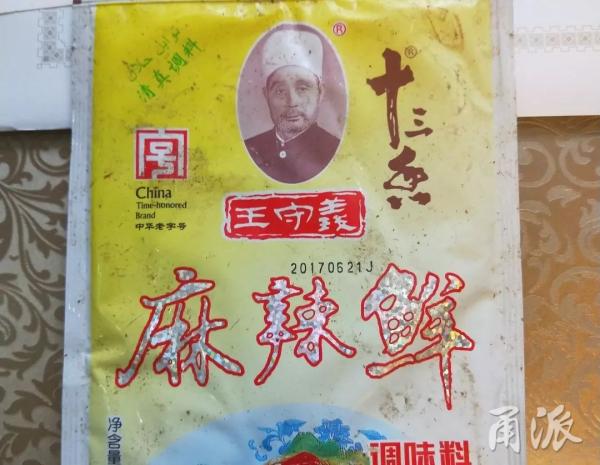 清真调料
®
十三香®
China
Time-honored
Brand
中华老字号
王守義
20170621J
麻辣鲜
净含量
调味料
甬派